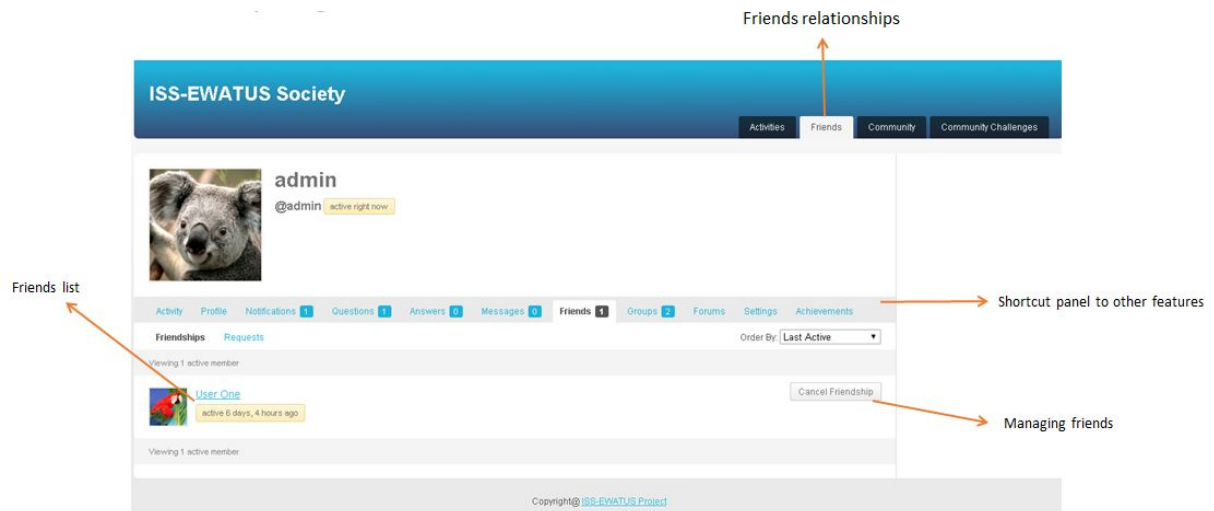 Friends relationships
ISS-EWATUS Society
Activities Friends Community Community Challenges
admin
@admin active right now
Friends list
Shortcut panel to other features
Activity Profile Notifications 1 Questions 1 Answers 0 Messages 0 Friends 1 Groups 2 Forums Settings Achievements
Friendships Requests Order By: Last Active
Viewing 1 active member
User One Cancel Friendship
active 6 days, 4 hours ago
Managing friends
Viewing 1 active member
Copyright@ ISS-EWATUS Project